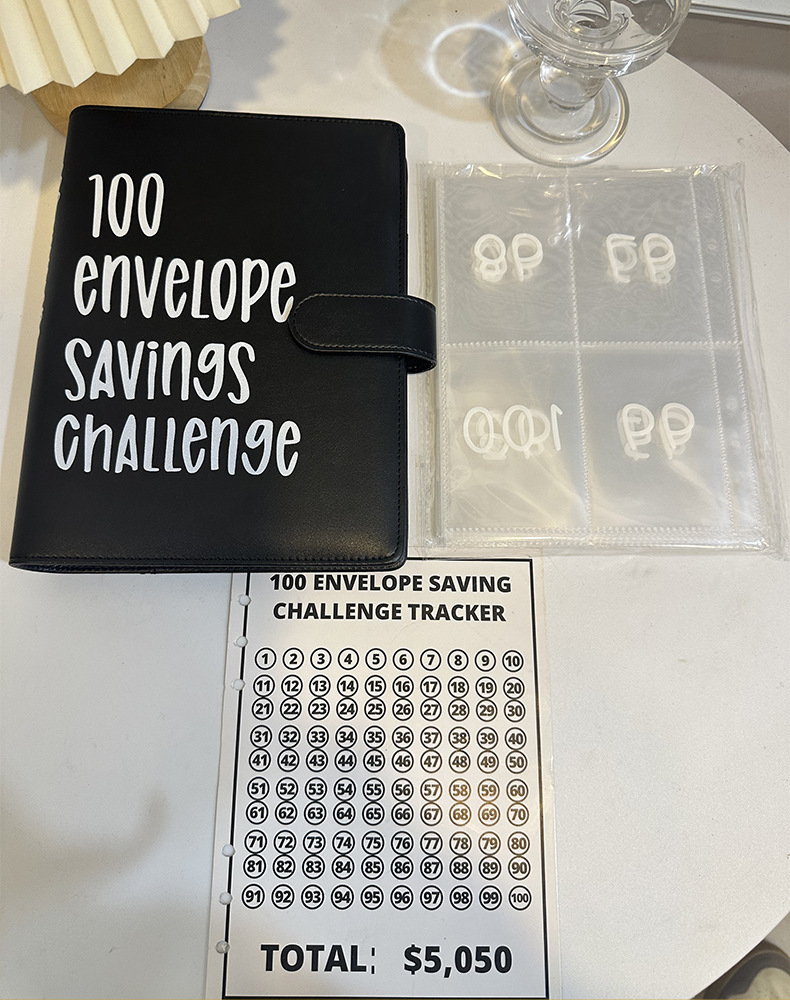 100
envelope
savings
challenge
98
97
100
99
100 ENVELOPE SAVING
CHALLENGE TRACKER
1 2 3 4 5 6 7 8 9 10
11 12 13 14 15 16 17 18 19 20
21 22 23 24 25 26 27 28 29 30
31 32 33 34 35 36 37 38 39 40
41 42 43 44 45 46 47 48 49 50
51 52 53 54 55 56 57 58 59 60
61 62 63 64 65 66 67 68 69 70
71 72 73 74 75 76 77 78 79 80
81 82 83 84 85 86 87 88 89 90
91 92 93 94 95 96 97 98 99 100
TOTAL: $5,050